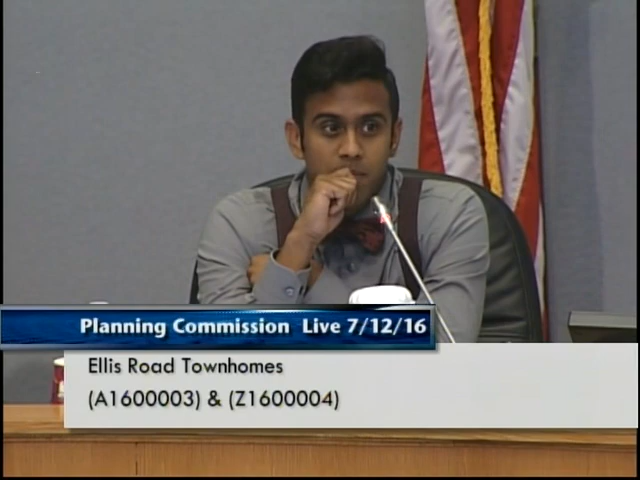 Planning Commission Live 7/12/16
Ellis Road Townhomes
(A1600003) & (Z1600004)